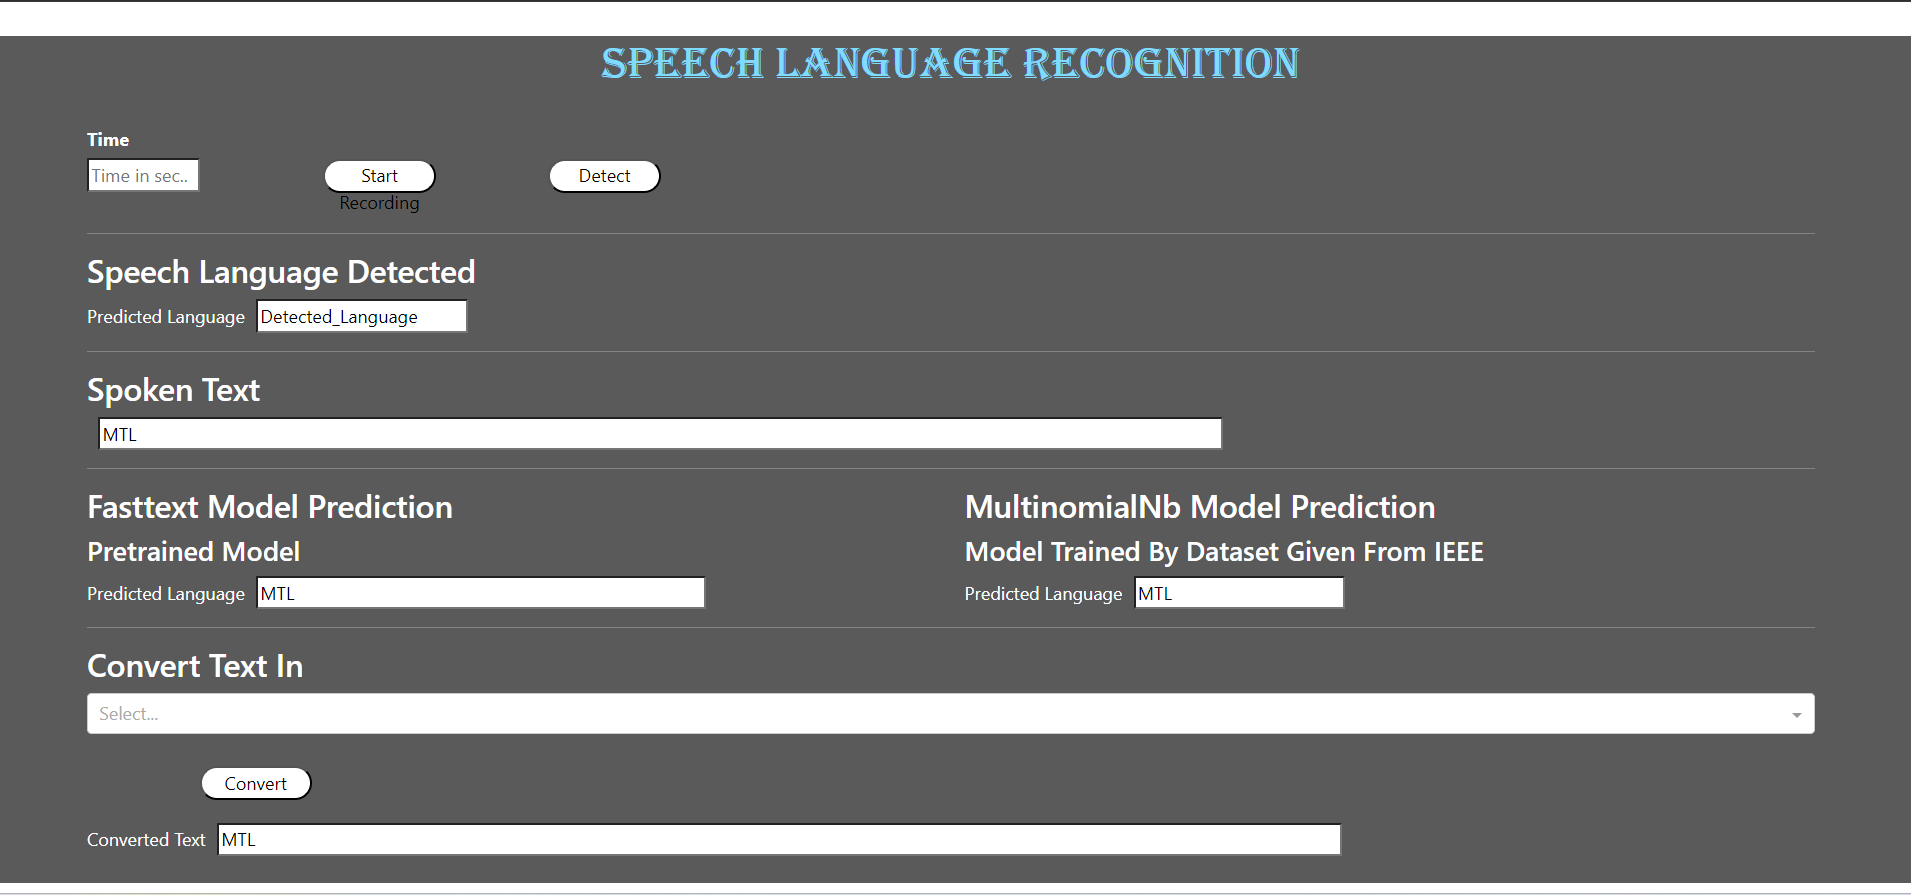 SPEECH LANGUAGE RECOGNITION
Time
Time in sec..
Start
Detect
Recording
Speech Language Detected
Predicted Language Detected_Language
Spoken Text
MTL
Fasttext Model Prediction
Pretrained Model
Predicted Language MTL
MultinomialNb Model Prediction
Model Trained By Dataset Given From IEEE
Predicted Language MTL
Convert Text In
Select...
Convert
Converted Text MTL